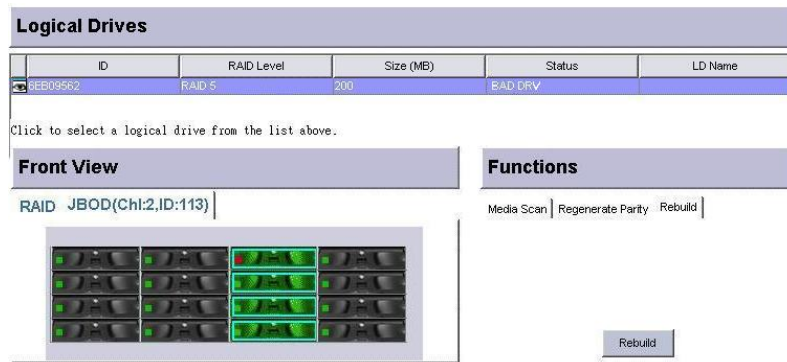 Logical Drives
ID RAID Level Size (MB) Status LD Name
6EB09562 RAID 5 200 BAD DRV
Click to select a logical drive from the list above.
Front View
RAID JBOD(Chl:2,ID:113)
Functions
Media Scan Regenerate Parity Rebuild
Rebuild